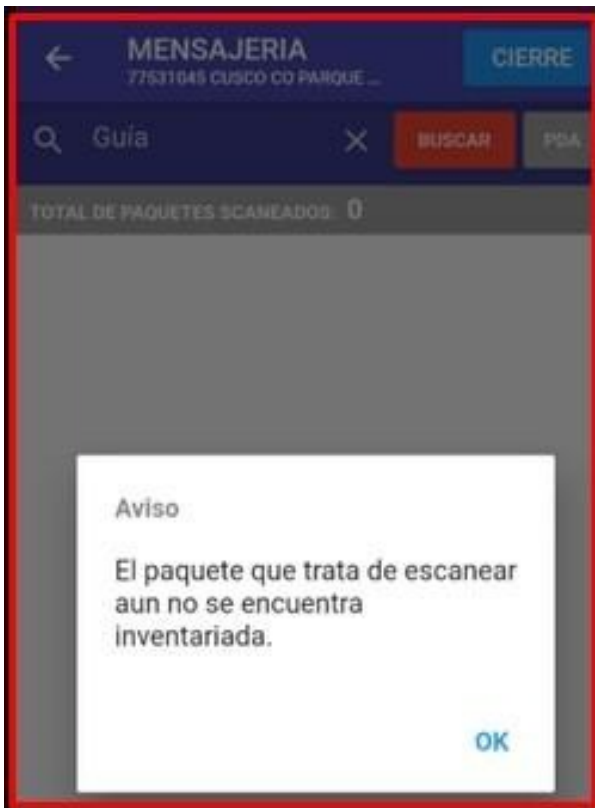 MENSAJERIA
77531045 CUSCO CO PARQUE ...
CIERRE
Guía
BUSCAR
PDA
TOTAL DE PAQUETES SCANEADOS: 0
Aviso
El paquete que trata de escanear
aun no se encuentra
inventariada.
OK